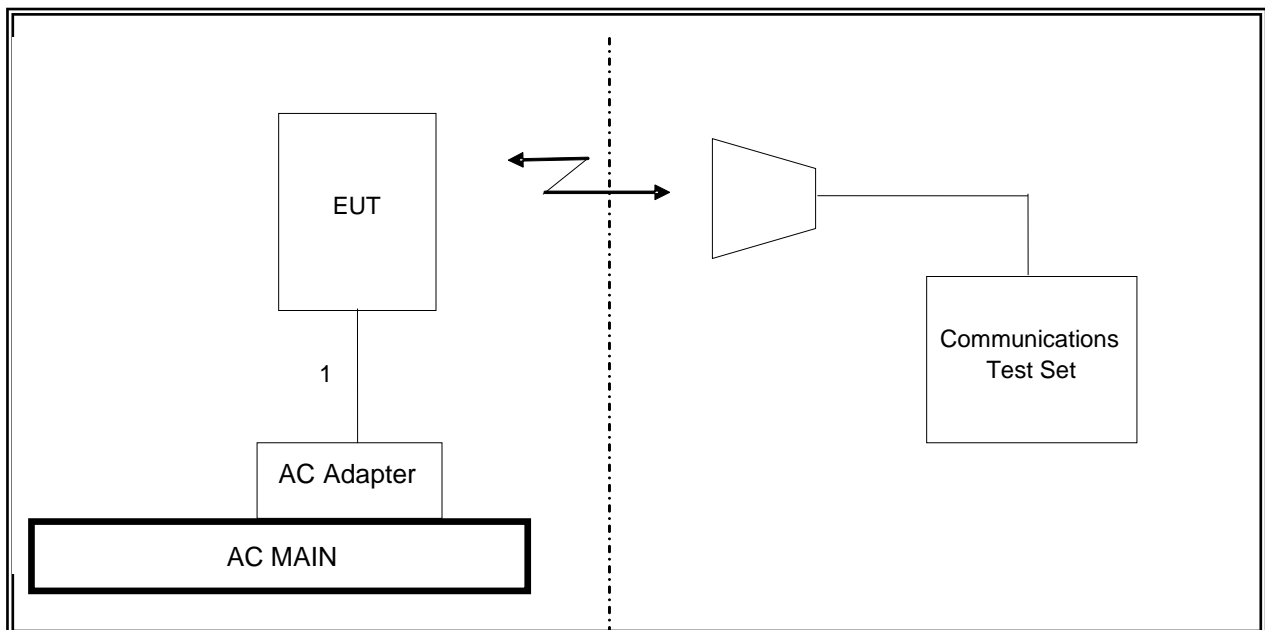 EUT
1
AC Adapter
AC MAIN
Communications
Test Set